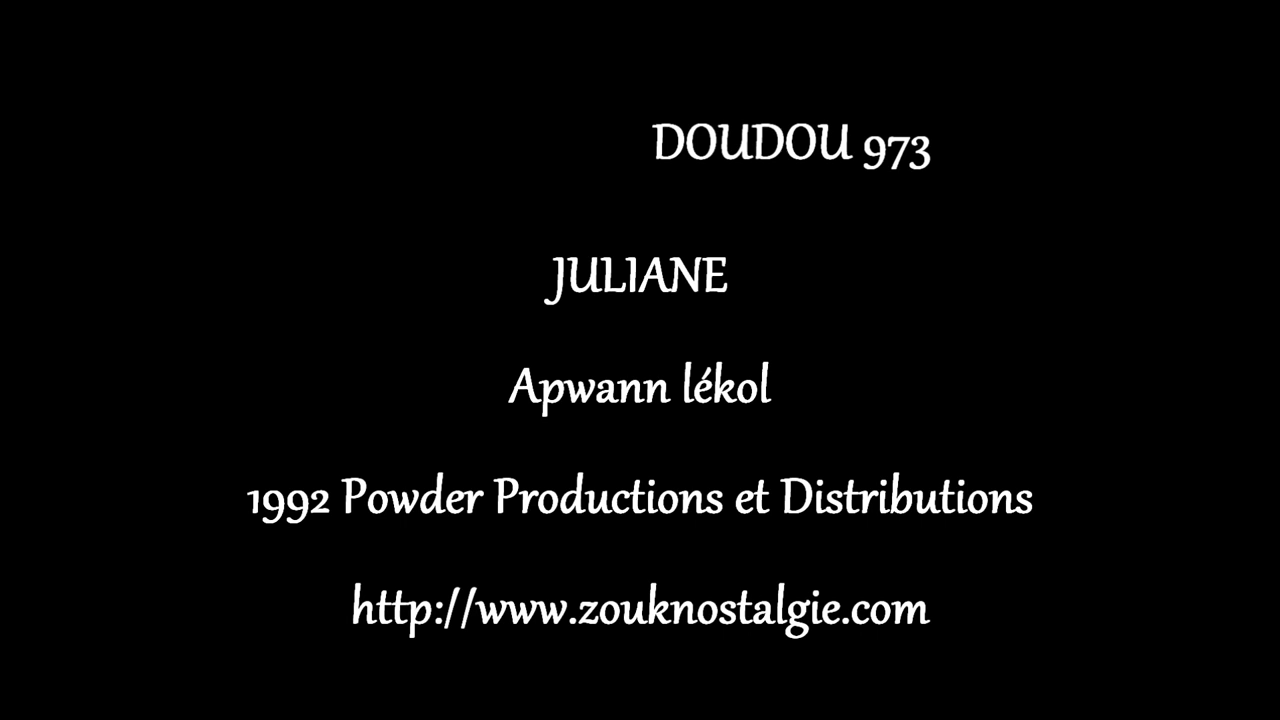 DOUDOU 973
JULIANE
Apwann lékol
1992 Powder Productions et Distributions
http://www.zouknostalgie.com